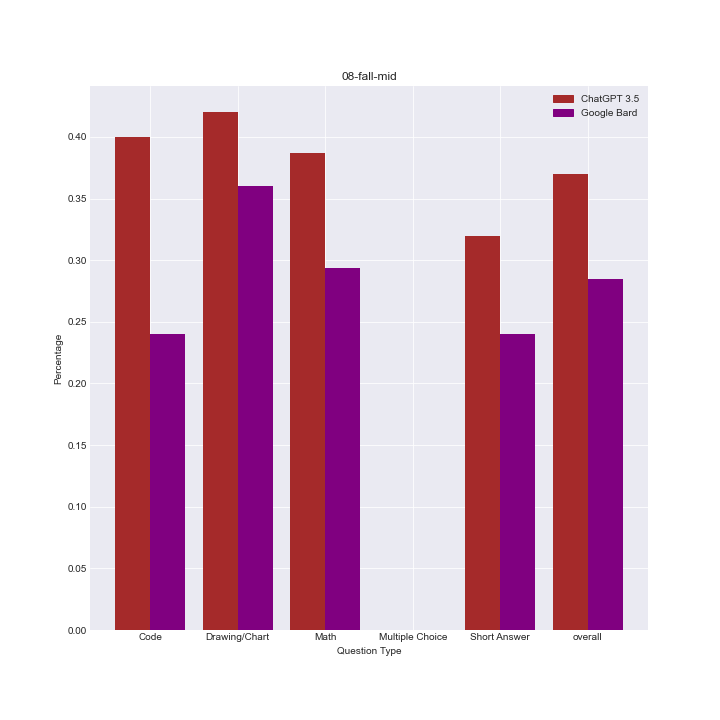 08-fall-mid
ChatGPT 3.5
Google Bard
0.40
0.35
0.30
0.25
0.20
0.15
0.10
0.05
0.00
Percentage
Code Drawing/Chart Math Multiple Choice Short Answer overall
Question Type